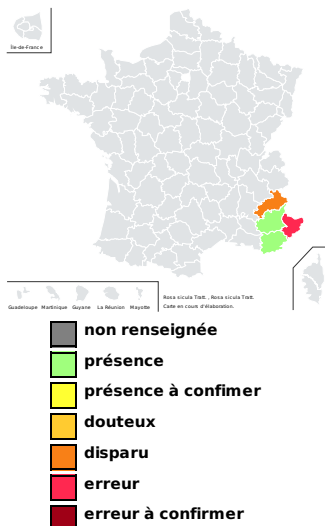 Île-de-France
Guadeloupe Martinique Guyane La Réunion Mayotte
Rosa sicula Tratt. , Rosa sicula Tratt.
Carte en cours d'élaboration.
non renseignée
présence
présence à confimer
douteux
disparu
erreur
erreur à confirmer